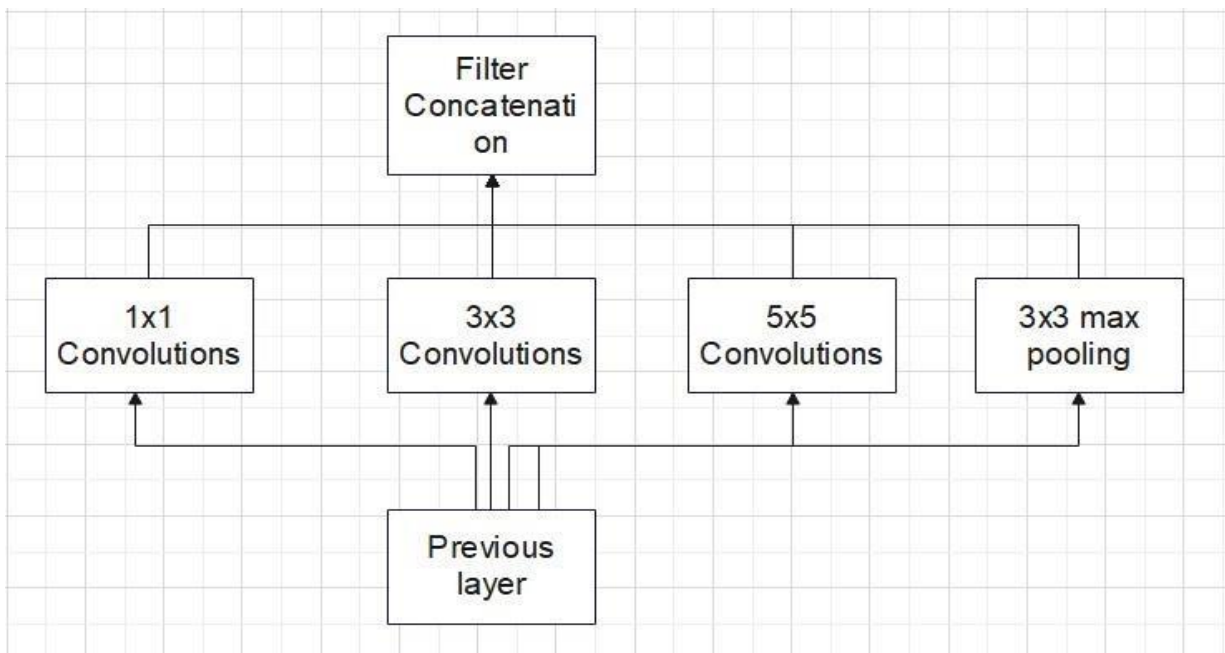 Filter
Concatenati
on
1x1
Convolutions
3x3
Convolutions
5x5
Convolutions
3x3 max
pooling
Previous
layer